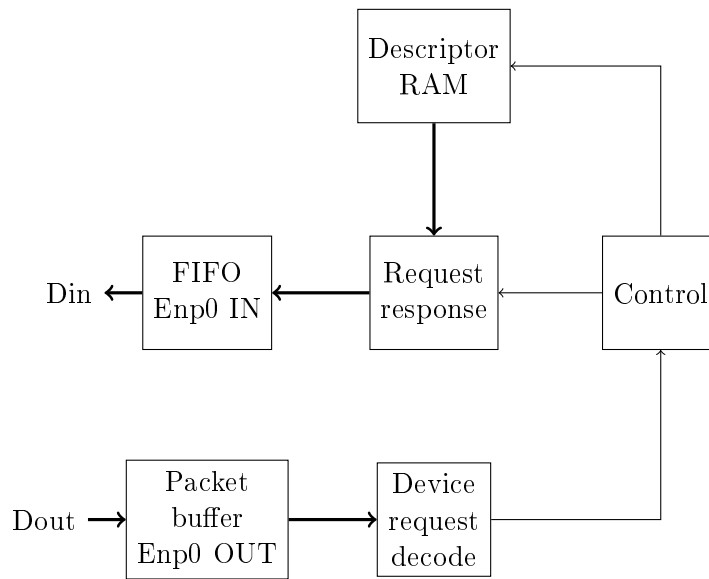 Descriptor
RAM
Din
FIFO
Enp0 IN
Request
response
Control
Dout
Packet
buffer
Enp0 OUT
Device
request
decode